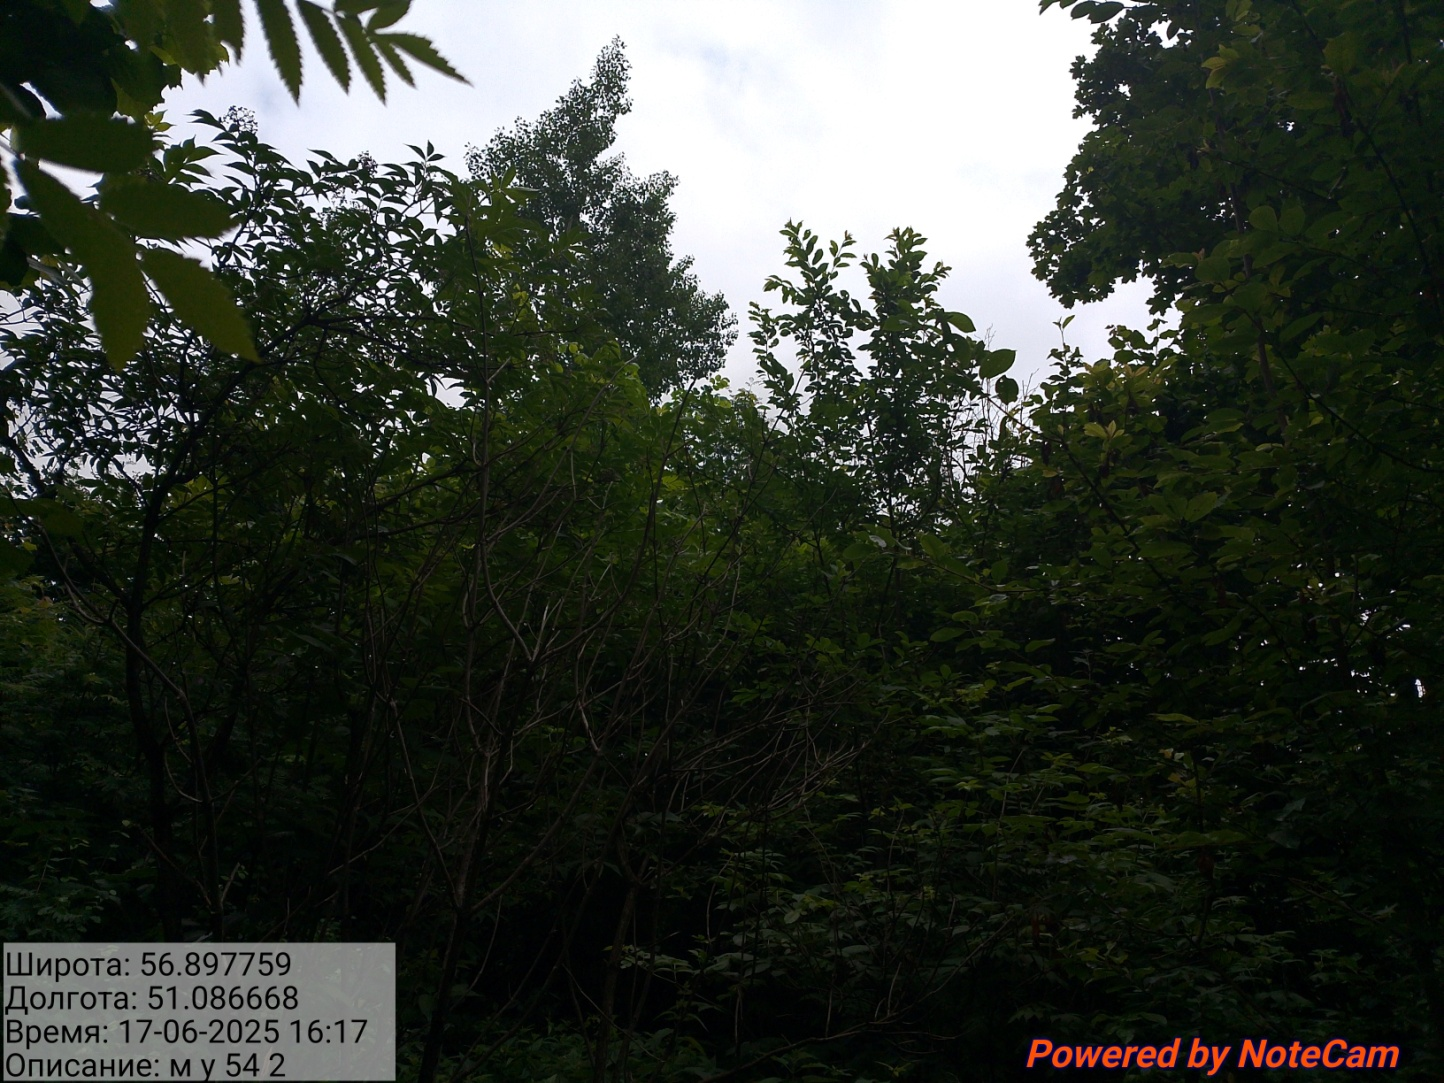 Широта: 56.897759
Долгота: 51.086668
Время: 17-06-2025 16:17
Описание: м у 54 2
Powered by NoteCam